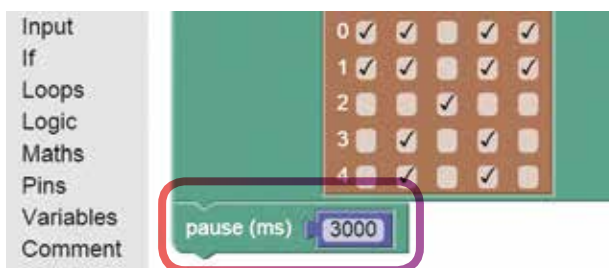 Input
If
Loops
Logic
Maths
Pins
Variables
Comment
0
1
2
3
4
pause (ms) 3000